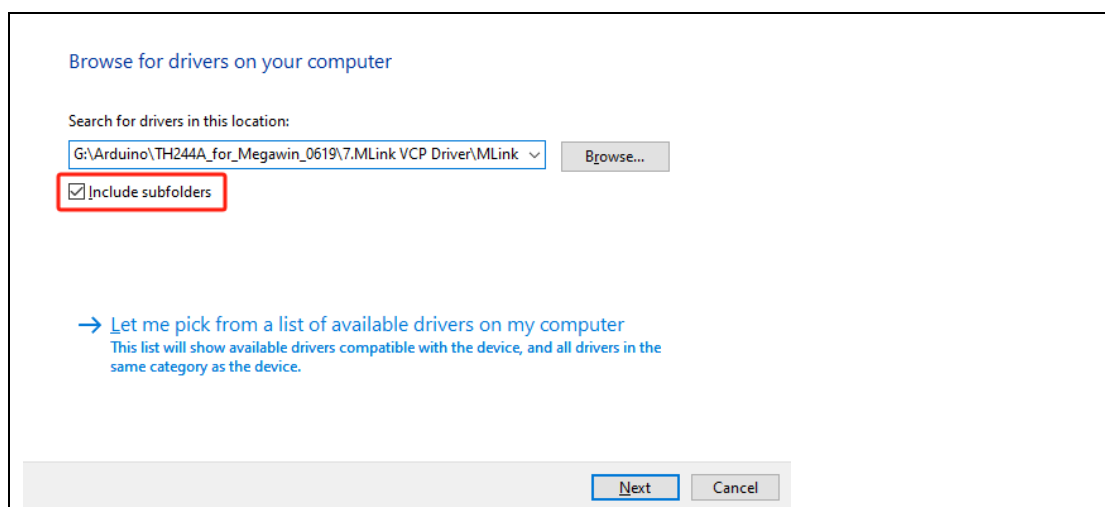 Browse for drivers on your computer
Search for drivers in this location:
G:\Arduino\TH244A_for_Megawin_0619\7.MLink VCP Driver\MLink
Browse...
Include subfolders
Let me pick from a list of available drivers on my computer
This list will show available drivers compatible with the device, and all drivers in the
same category as the device.
Next
Cancel